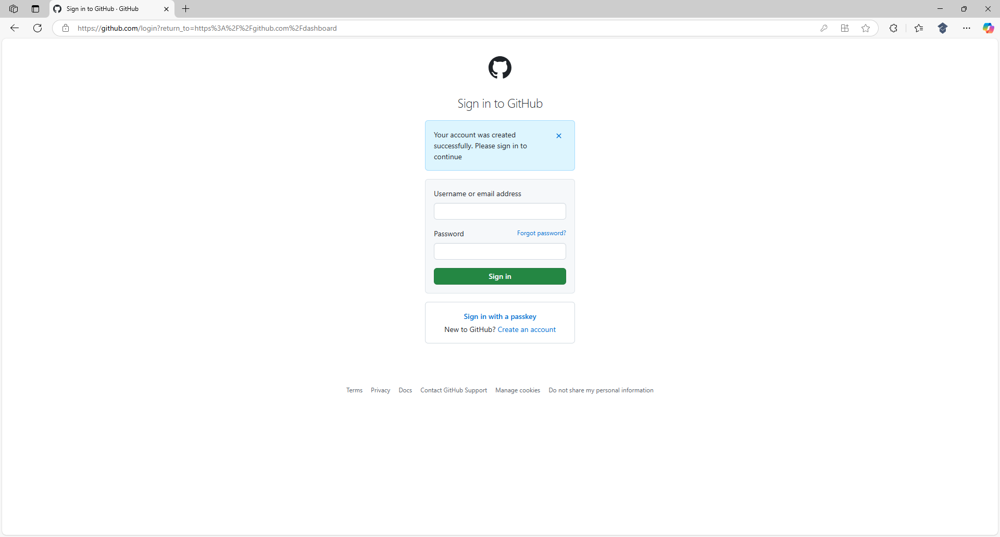 Sign in to GitHub · GitHub
https://github.com/login?return_to=https%3A%2F%2Fgithub.com%2Fdashboard
Sign in to GitHub
Your account was created
successfully. Please sign in to
continue
Username or email address
Password
Forgot password?
Sign in
Sign in with a passkey
New to GitHub? Create an account
Terms
Privacy
Docs
Contact GitHub Support
Manage cookies
Do not share my personal information